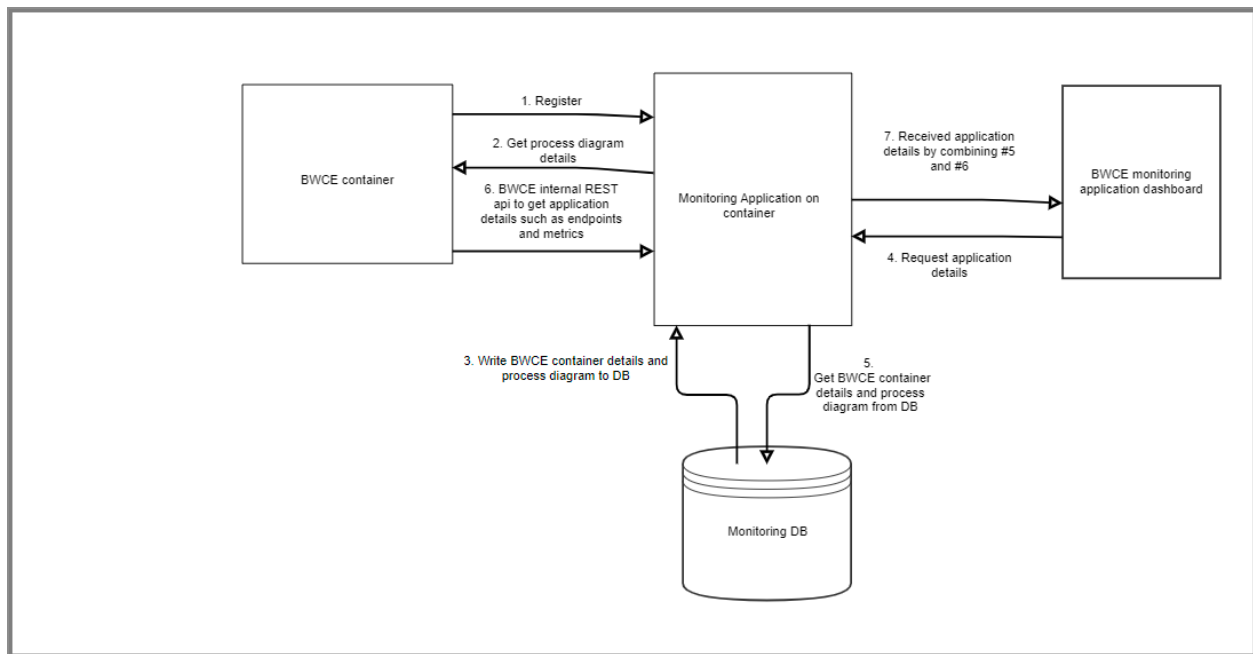 BWCE container
1. Register
2. Get process diagram
details
6. BWCE internal REST
api to get application
details such as endpoints
and metrics
Monitoring Application on
container
7. Received application
details by combining #5
and #6
4. Request application
details
BWCE monitoring
application dashboard
3. Write BWCE container details and
process diagram to DB
5.
Get BWCE container
details and process
diagram from DB
Monitoring DB